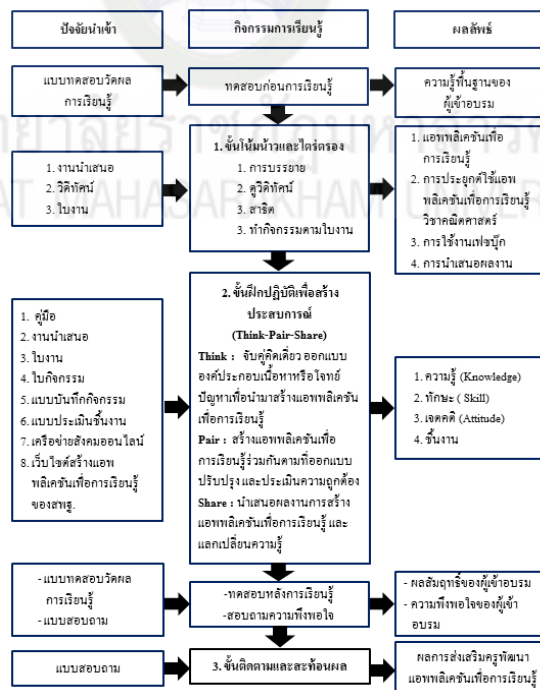 ปัจจัยนำเข้า
กิจกรรมการเรียนรู้
ผลลัพธ์
แบบทดสอบวัดผล
การเรียนรู้
ทดสอบก่อนการเรียนรู้
ความรู้พื้นฐานของ
ผู้เข้าอบรม
1. งานนำเสนอ
2. วิดิทัศน์
3. ใบงาน
1. ขั้นโน้มน้าวและไตร่ตรอง
1. การบรรยาย
2. ดูวิดิทัศน์
3. สาธิต
3. ทำกิจกรรมตามใบงาน
1. แอพพลิเคชันเพื่อ
การเรียนรู้
2. การประยุกต์ใช้แอพ
พลิเคชันเพื่อการเรียนรู้
วิชาคณิตศาสตร์
3. การใช้งานเฟซบุ๊ก
4. การนำเสนอผลงาน
1. คู่มือ
2. งานนำเสนอ
3. ใบงาน
4. ใบกิจกรรม
5. แบบบันทึกกิจกรรม
6. แบบประเมินชิ้นงาน
7. เครือข่ายสังคมออนไลน์
8. เว็บไซต์สร้างแอพ
พลิเคชันเพื่อการเรียนรู้
ของสพฐ.
2. ขั้นฝึกปฏิบัติเพื่อสร้าง
ประสบการณ์
(Think-Pair-Share)
Think : จับคู่คิดเดี่ยว ออกแบบ
องค์ประกอบเนื้อหาหรือโจทย์
ปัญหาเพื่อนำมาสร้างแอพพลิเคชัน
เพื่อการเรียนรู้
Pair : สร้างแอพพลิเคชันเพื่อ
การเรียนรู้ร่วมกันตามที่ออกแบบ
ปรับปรุง และประเมินความถูกต้อง
Share : นำเสนอผลงานการสร้าง
แอพพลิเคชันเพื่อการเรียนรู้ และ
แลกเปลี่ยนความรู้
1. ความรู้ (Knowledge)
2. ทักษะ ( Skill)
3. เจตคติ (Attitude)
4. ชิ้นงาน
-แบบทดสอบวัดผล
การเรียนรู้
-แบบสอบถาม
-ทดสอบหลังการเรียนรู้
-สอบถามความพึงพอใจ
- ผลสัมฤทธิ์ของผู้เข้าอบรม
- ความพึงพอใจของผู้เข้า
อบรม
แบบสอบถาม
3. ขั้นติดตามและสะท้อนผล
ผลการส่งเสริมครูพัฒนา
แอพพลิเคชันเพื่อการเรียนรู้